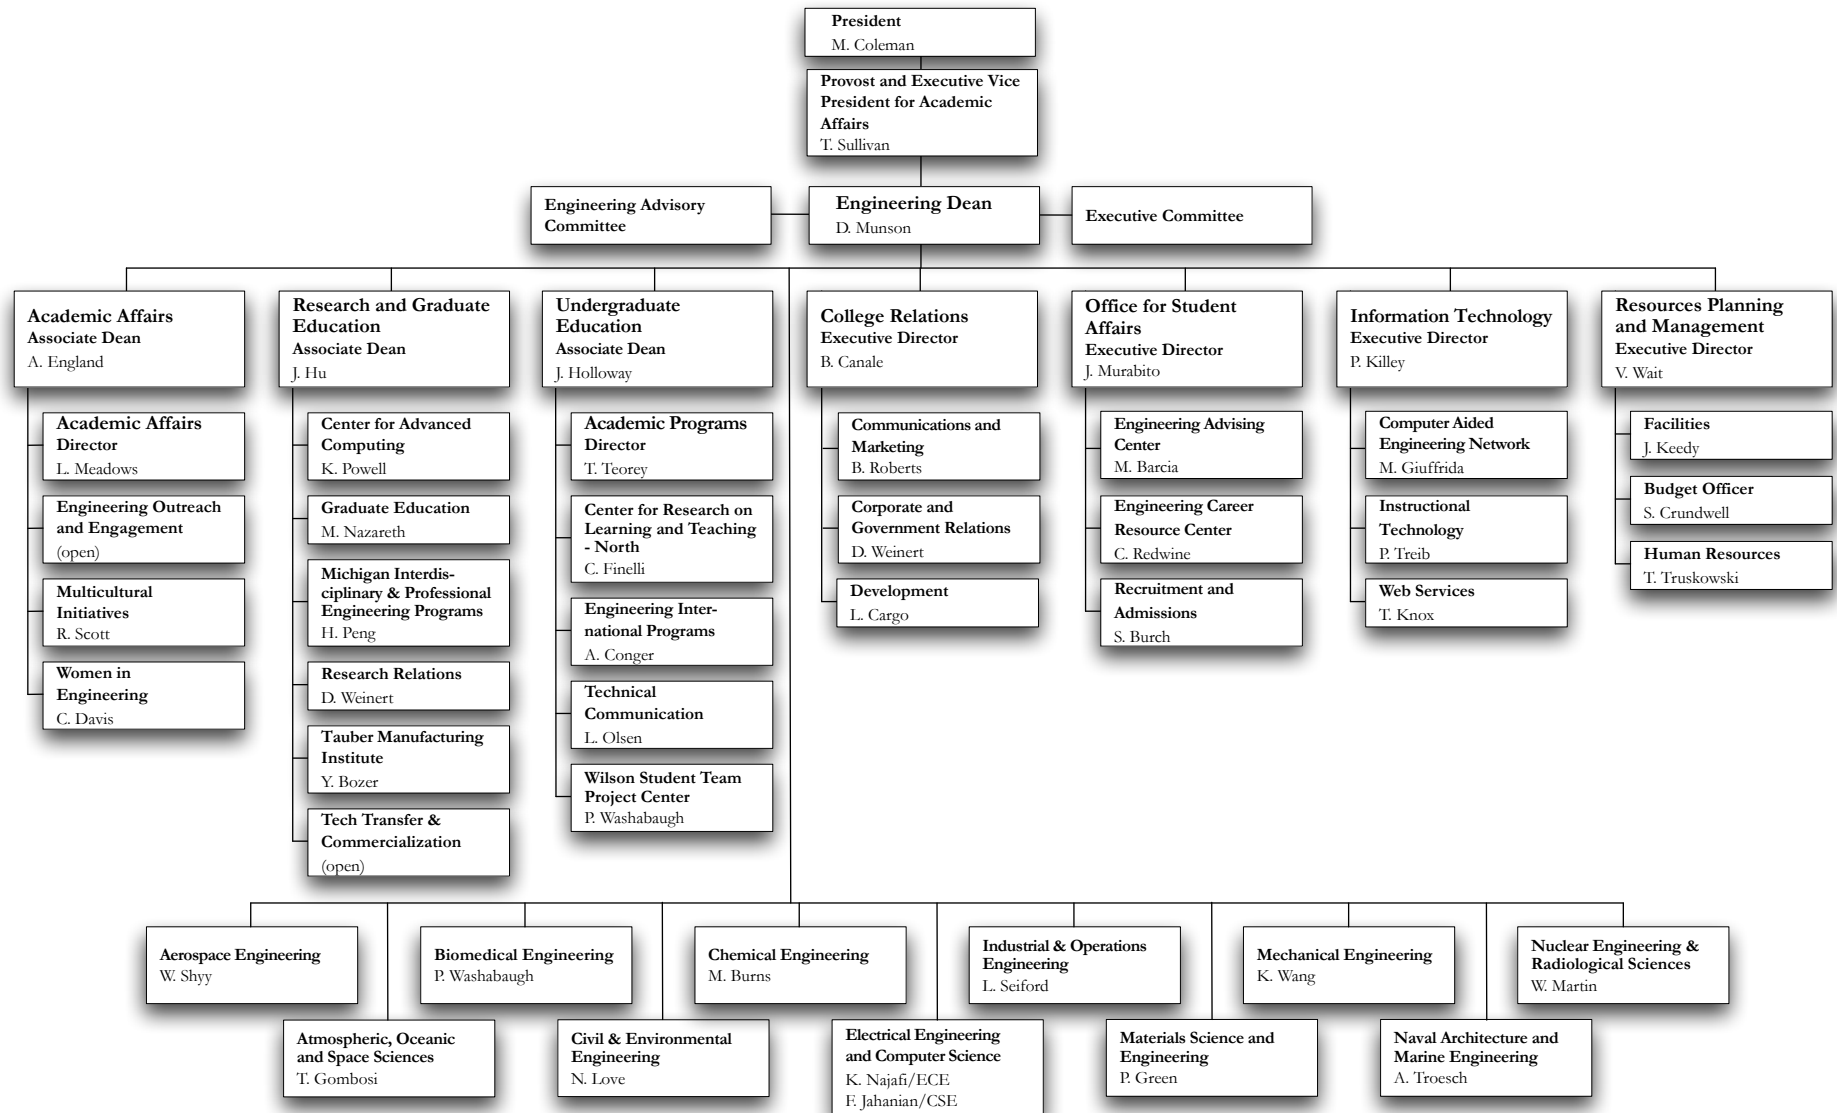 President
M. Coleman
Provost and Executive Vice
President for Academic
Affairs
T. Sullivan
Engineering Advisory
Committee
Engineering Dean
D. Munson
Executive Committee
Academic Affairs
Associate Dean
A. England
Research and Graduate
Education
Associate Dean
J. Hu
Undergraduate
Education
Associate Dean
J. Holloway
College Relations
Executive Director
B. Canale
Office for Student
Affairs
Executive Director
J. Murabito
Information Technology
Executive Director
P. Killey
Resources Planning
and Management
Executive Director
V. Wait
Academic Affairs
Director
L. Meadows
Engineering Outreach
and Engagement
(open)
Multicultural
Initiatives
R. Scott
Women in
Engineering
C. Davis
Center for Advanced
Computing
K. Powell
Graduate Education
M. Nazareth
Michigan Interdis-
ciplinary & Professional
Engineering Programs
H. Peng
Research Relations
D. Weinert
Tauber Manufacturing
Institute
Y. Bozer
Tech Transfer &
Commercialization
(open)
Academic Programs
Director
T. Teorey
Center for Research on
Learning and Teaching
- North
C. Finelli
Engineering Inter-
national Programs
A. Conger
Technical
Communication
L. Olsen
Wilson Student Team
Project Center
P. Washabaugh
Communications and
Marketing
B. Roberts
Corporate and
Government Relations
D. Weinert
Development
L. Cargo
Engineering Advising
Center
M. Barcia
Engineering Career
Resource Center
C. Redwine
Recruitment and
Admissions
S. Burch
Computer Aided
Engineering Network
M. Giuffrida
Instructional
Technology
P. Treib
Web Services
T. Knox
Facilities
J. Keedy
Budget Officer
S. Crundwell
Human Resources
T. Truskowski
Aerospace Engineering
W. Shyy
Biomedical Engineering
P. Washabaugh
Chemical Engineering
M. Burns
Industrial & Operations
Engineering
L. Seiford
Mechanical Engineering
K. Wang
Nuclear Engineering &
Radiological Sciences
W. Martin
Atmospheric, Oceanic
and Space Sciences
T. Gombosi
Civil & Environmental
Engineering
N. Love
Electrical Engineering
and Computer Science
K. Najafi/ECE
F. Jahanian/CSE
Materials Science and
Engineering
P. Green
Naval Architecture and
Marine Engineering
A. Troesch